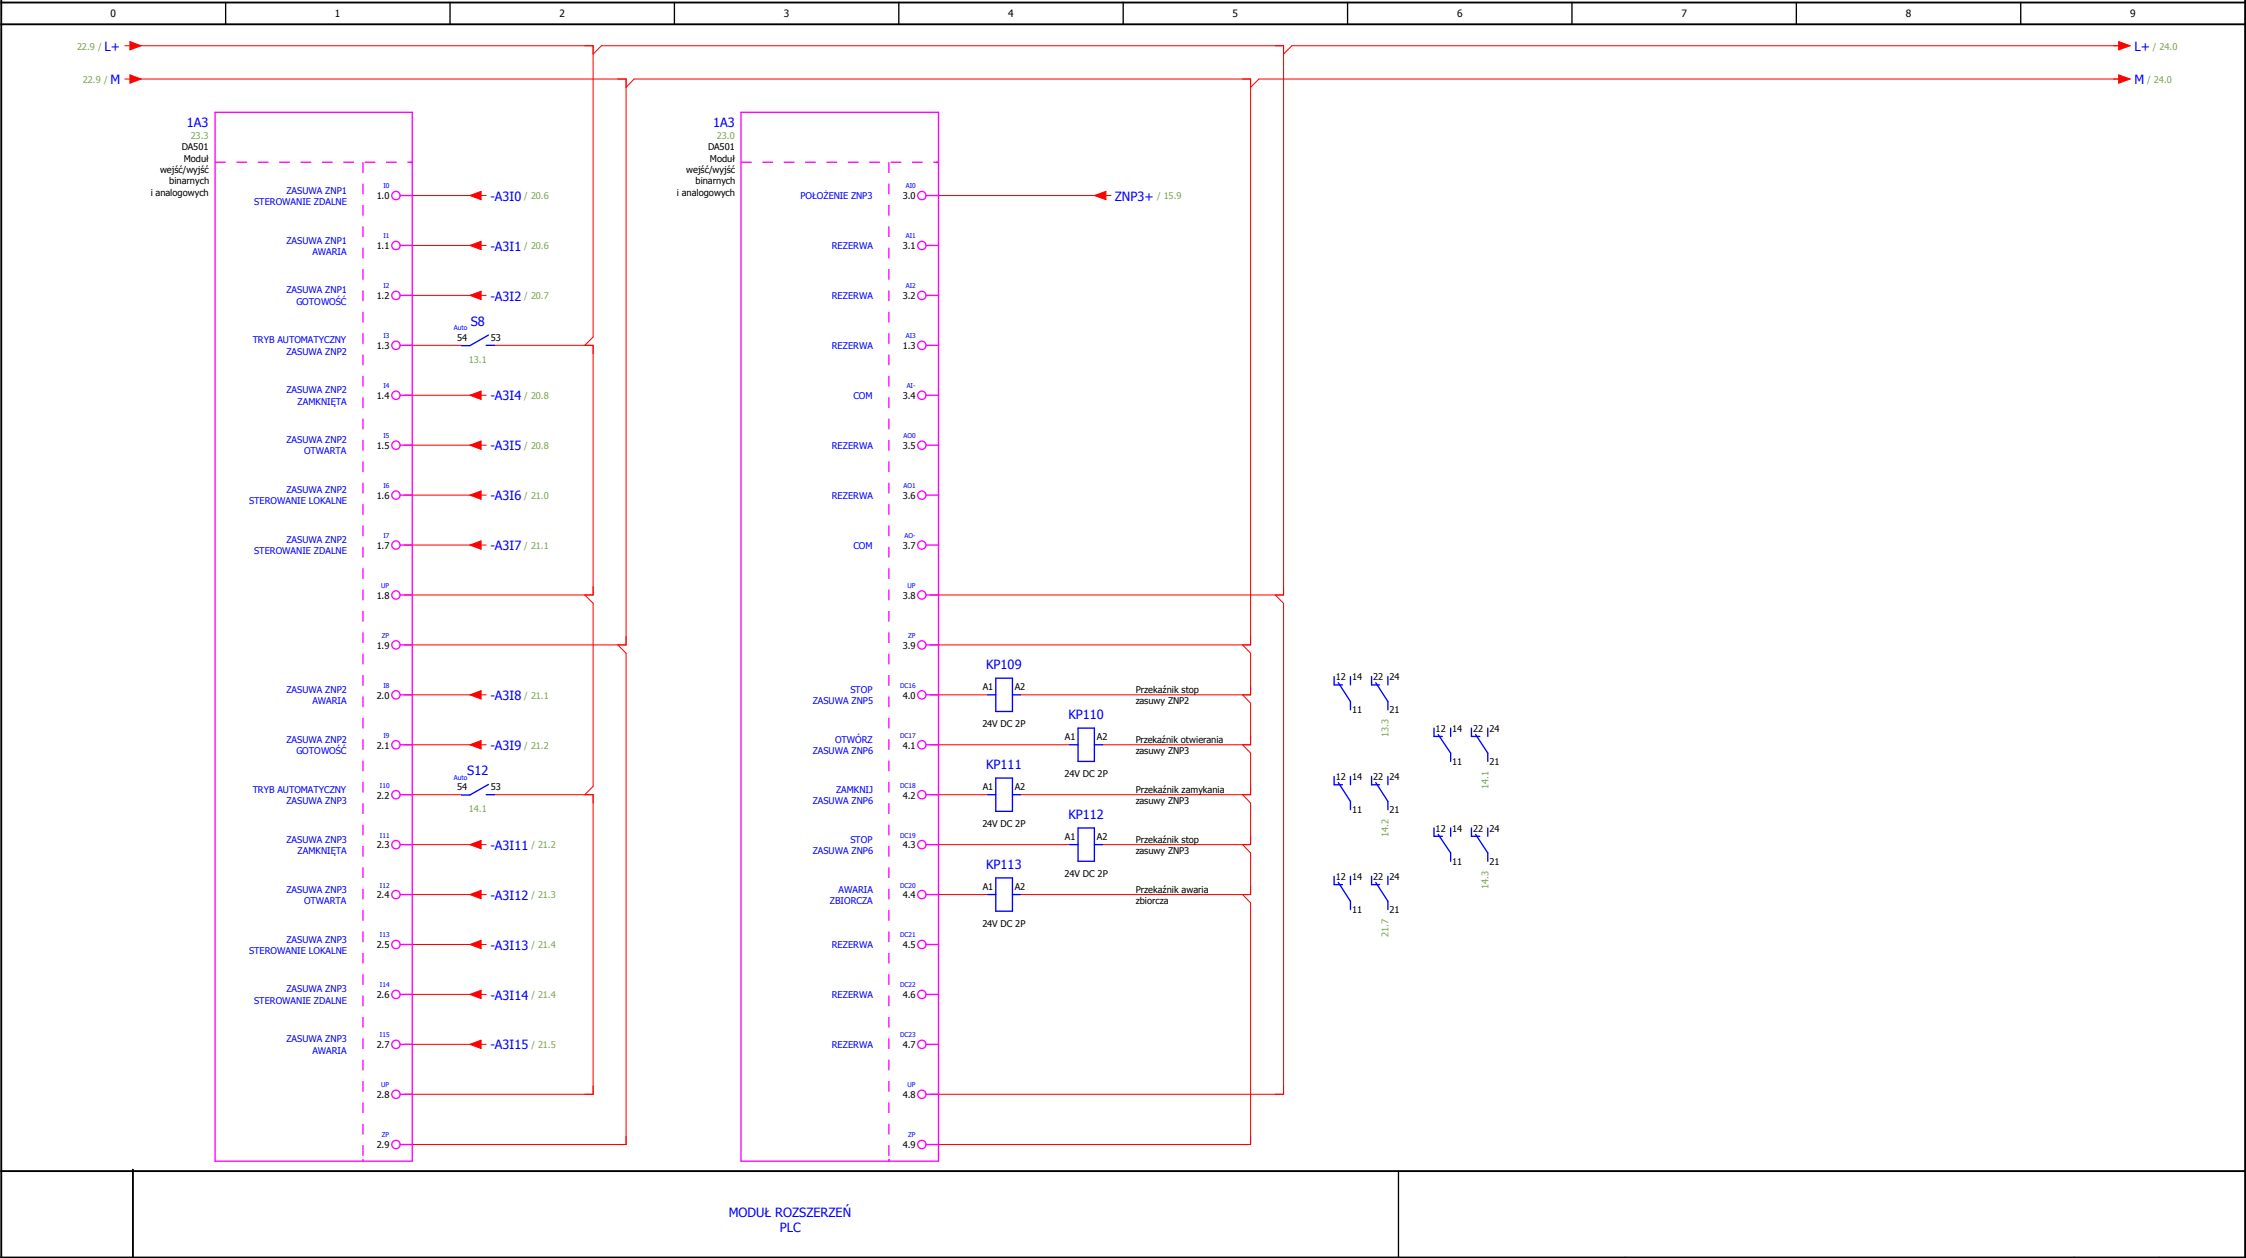 0 1 2 3 4 5 6 7 8 9
22.9 / L+
L+ / 24.0
22.9 / M
M / 24.0
1A3
23.3
DA501
Moduł
wejść/wyjść
binarnych
i analogowych
ZASUWA ZNP1
STEROWANIE ZDALNE
I0
1.0
-A3I0 / 20.6
ZASUWA ZNP1
AWARIA
I1
1.1
-A3I1 / 20.6
ZASUWA ZNP1
GOTOWOŚĆ
I2
1.2
-A3I2 / 20.7
TRYB AUTOMATYCZNY
ZASUWA ZNP2
I3
1.3
S8
Auto
54 53
13.1
ZASUWA ZNP2
ZAMKNIĘTA
I4
1.4
-A3I4 / 20.8
ZASUWA ZNP2
OTWARTA
I5
1.5
-A3I5 / 20.8
ZASUWA ZNP2
STEROWANIE LOKALNE
I6
1.6
-A3I6 / 21.0
ZASUWA ZNP2
STEROWANIE ZDALNE
I7
1.7
-A3I7 / 21.1
UP
1.8
ZP
1.9
ZASUWA ZNP2
AWARIA
I8
2.0
-A3I8 / 21.1
ZASUWA ZNP2
GOTOWOŚĆ
I9
2.1
-A3I9 / 21.2
TRYB AUTOMATYCZNY
ZASUWA ZNP3
I10
2.2
S12
Auto
54 53
14.1
ZASUWA ZNP3
ZAMKNIĘTA
I11
2.3
-A3I11 / 21.2
ZASUWA ZNP3
OTWARTA
I12
2.4
-A3I12 / 21.3
ZASUWA ZNP3
STEROWANIE LOKALNE
I13
2.5
-A3I13 / 21.4
ZASUWA ZNP3
STEROWANIE ZDALNE
I14
2.6
-A3I14 / 21.4
ZASUWA ZNP3
AWARIA
I15
2.7
-A3I15 / 21.5
UP
2.8
ZP
2.9
1A3
23.0
DA501
Moduł
wejść/wyjść
binarnych
i analogowych
POŁOŻENIE ZNP3
AI0
3.0
ZNP3+ / 15.9
REZERWA
AI1
3.1
REZERWA
AI2
3.2
REZERWA
AI3
1.3
COM
AI-
3.4
REZERWA
AO0
3.5
REZERWA
AO1
3.6
COM
AO-
3.7
UP
3.8
ZP
3.9
STOP
ZASUWA ZNP5
DC16
4.0
KP109
A1 A2
24V DC 2P
Przekaźnik stop
zasuwy ZNP2
OTWÓRZ
ZASUWA ZNP6
DC17
4.1
KP110
A1 A2
24V DC 2P
Przekaźnik otwierania
zasuwy ZNP3
ZAMKNIJ
ZASUWA ZNP6
DC18
4.2
KP111
A1 A2
24V DC 2P
Przekaźnik zamykania
zasuwy ZNP3
STOP
ZASUWA ZNP6
DC19
4.3
KP112
A1 A2
24V DC 2P
Przekaźnik stop
zasuwy ZNP3
AWARIA
ZBIORCZA
DC20
4.4
KP113
A1 A2
24V DC 2P
Przekaźnik awaria
zbiorcza
REZERWA
DC21
4.5
REZERWA
DC22
4.6
REZERWA
DC23
4.7
UP
4.8
ZP
4.9
12 14 22 24
11 21
13.3
12 14 22 24
11 21
14.1
12 14 22 24
11 21
14.2
12 14 22 24
11 21
14.3
12 14 22 24
11 21
21.7
MODUŁ ROZSZERZEŃ
PLC